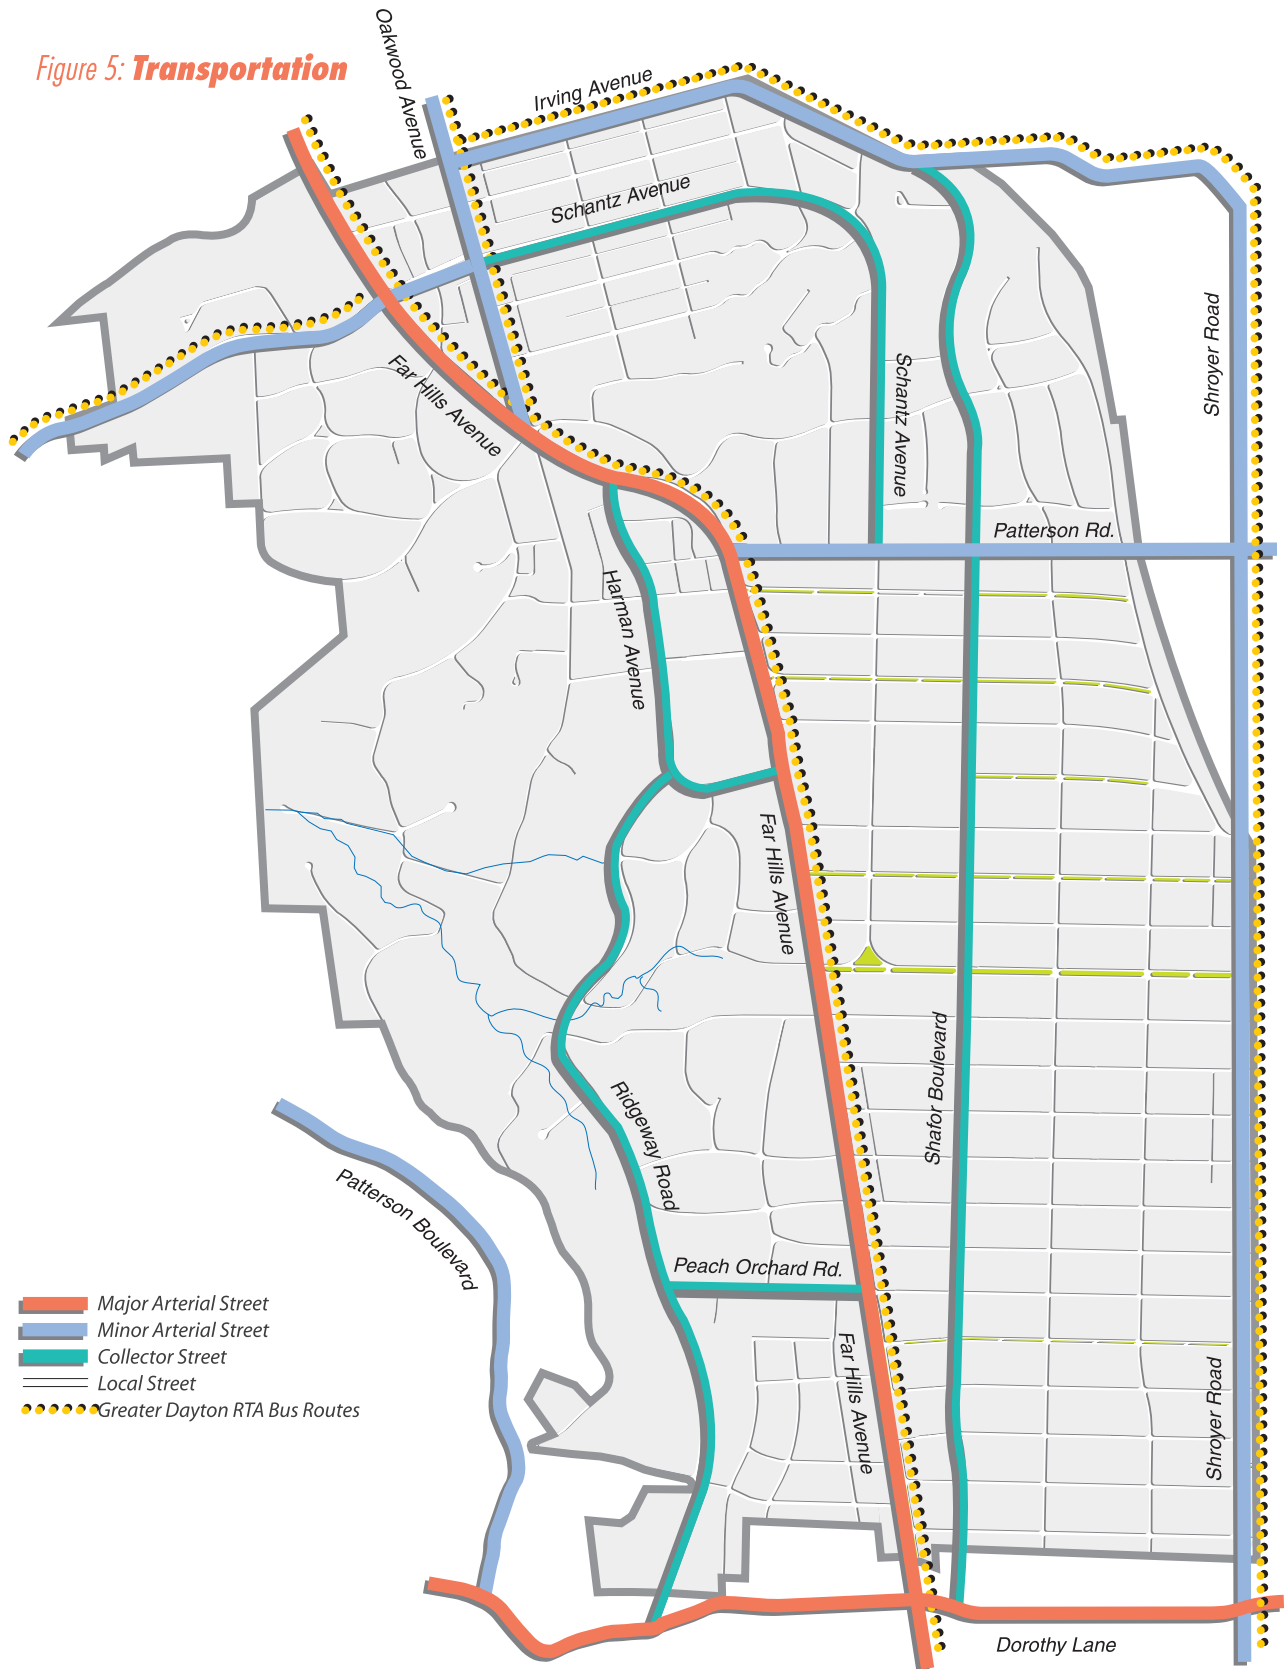 Figure 5: Transportation
Oakwood Avenue
Irving Avenue
Schantz Avenue
Far Hills Avenue
Schantz Avenue
Shroyer Road
Patterson Rd.
Harman Avenue
Far Hills Avenue
Shafor Boulevard
Ridgeway Road
Patterson Boulevard
Peach Orchard Rd.
Far Hills Avenue
Shroyer Road
Major Arterial Street
Minor Arterial Street
Collector Street
Local Street
Greater Dayton RTA Bus Routes
Dorothy Lane